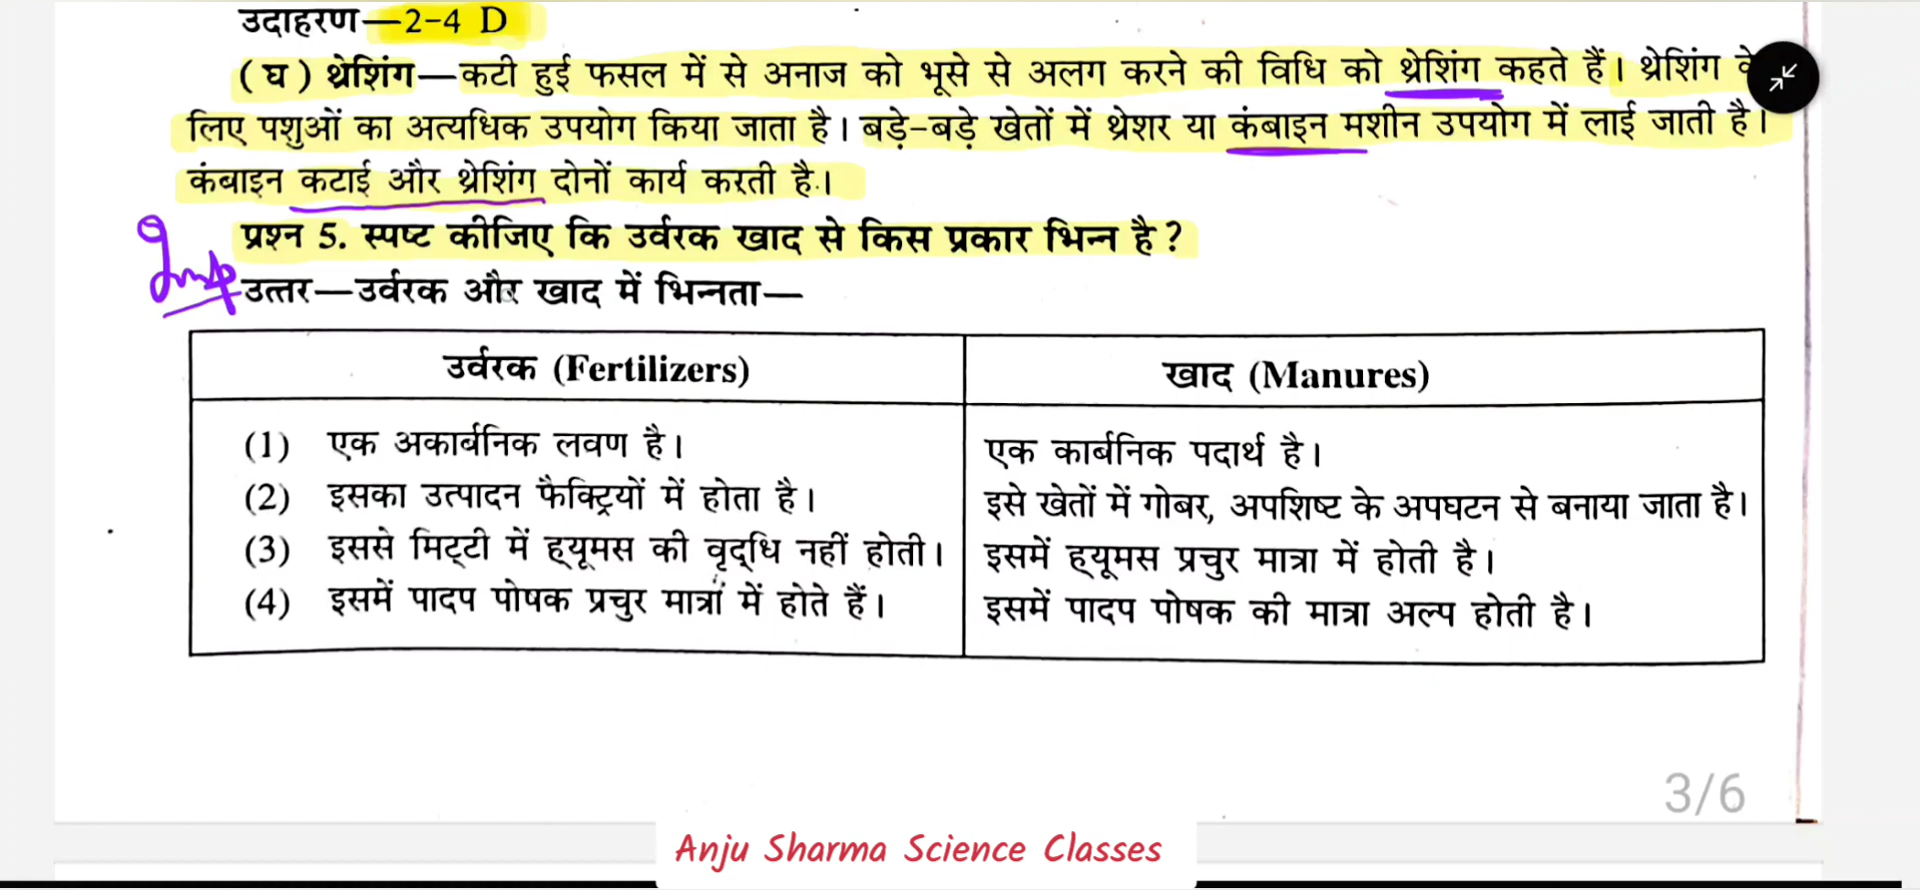 उदाहरण—2-4 D
(घ) थ्रेशिंग—कटी हुई फसल में से अनाज को भूसे से अलग करने की विधि को थ्रेशिंग कहते हैं। थ्रेशिंग के
लिए पशुओं का अत्यधिक उपयोग किया जाता है। बड़े-बड़े खेतों में थ्रेशर या कंबाइन मशीन उपयोग में लाई जाती है।
कंबाइन कटाई और थ्रेशिंग दोनों कार्य करती है।
प्रश्न 5. स्पष्ट कीजिए कि उर्वरक खाद से किस प्रकार भिन्न है?
Imp
उत्तर—उर्वरक और खाद में भिन्नता—
उर्वरक (Fertilizers) खाद (Manures)
(1) एक अकार्बनिक लवण है। एक कार्बनिक पदार्थ है।
(2) इसका उत्पादन फैक्ट्रियों में होता है। इसे खेतों में गोबर, अपशिष्ट के अपघटन से बनाया जाता है।
(3) इससे मिट्टी में ह्यूमस की वृद्धि नहीं होती। इसमें ह्यूमस प्रचुर मात्रा में होती है।
(4) इसमें पादप पोषक प्रचुर मात्रा में होते हैं। इसमें पादप पोषक की मात्रा अल्प होती है।
3/6
Anju Sharma Science Classes